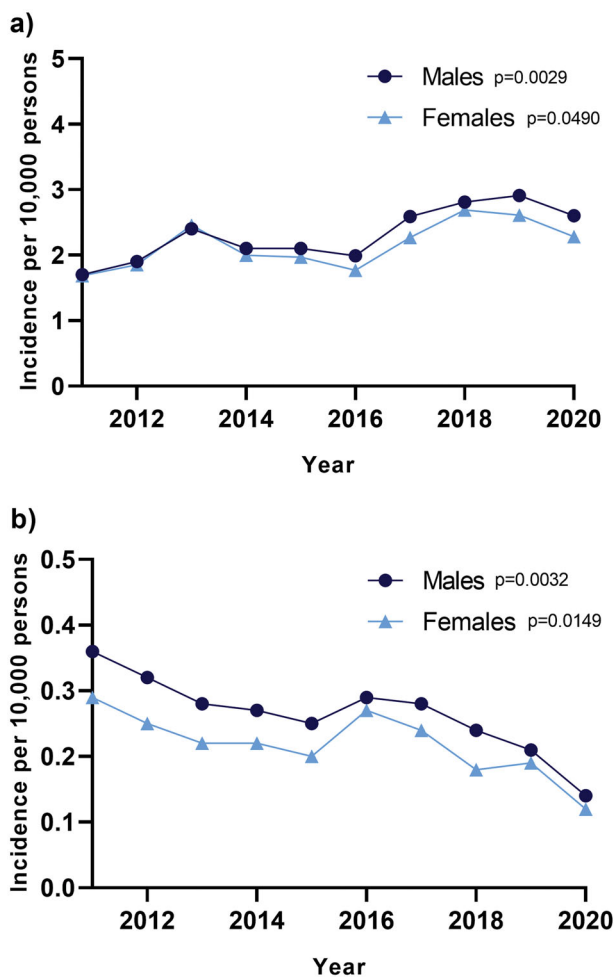 a)
Incidence per 10,000 persons
5
4
3
2
1
0
Males p=0.0029
Females p=0.0490
2012 2014 2016 2018 2020
Year
b)
Incidence per 10,000 persons
0.5
0.4
0.3
0.2
0.1
0.0
Males p=0.0032
Females p=0.0149
2012 2014 2016 2018 2020
Year